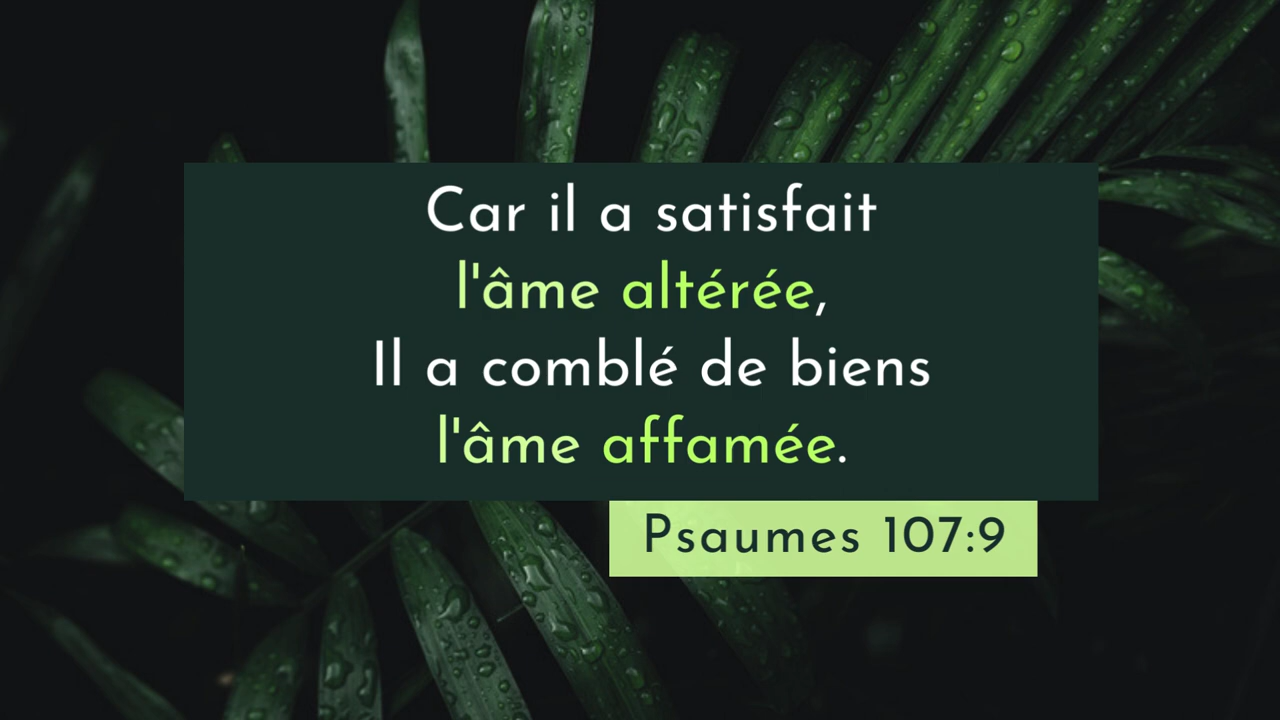 Car il a satisfait
l'âme altérée,
Il a comblé de biens
l'âme affamée.
Psaumes 107:9